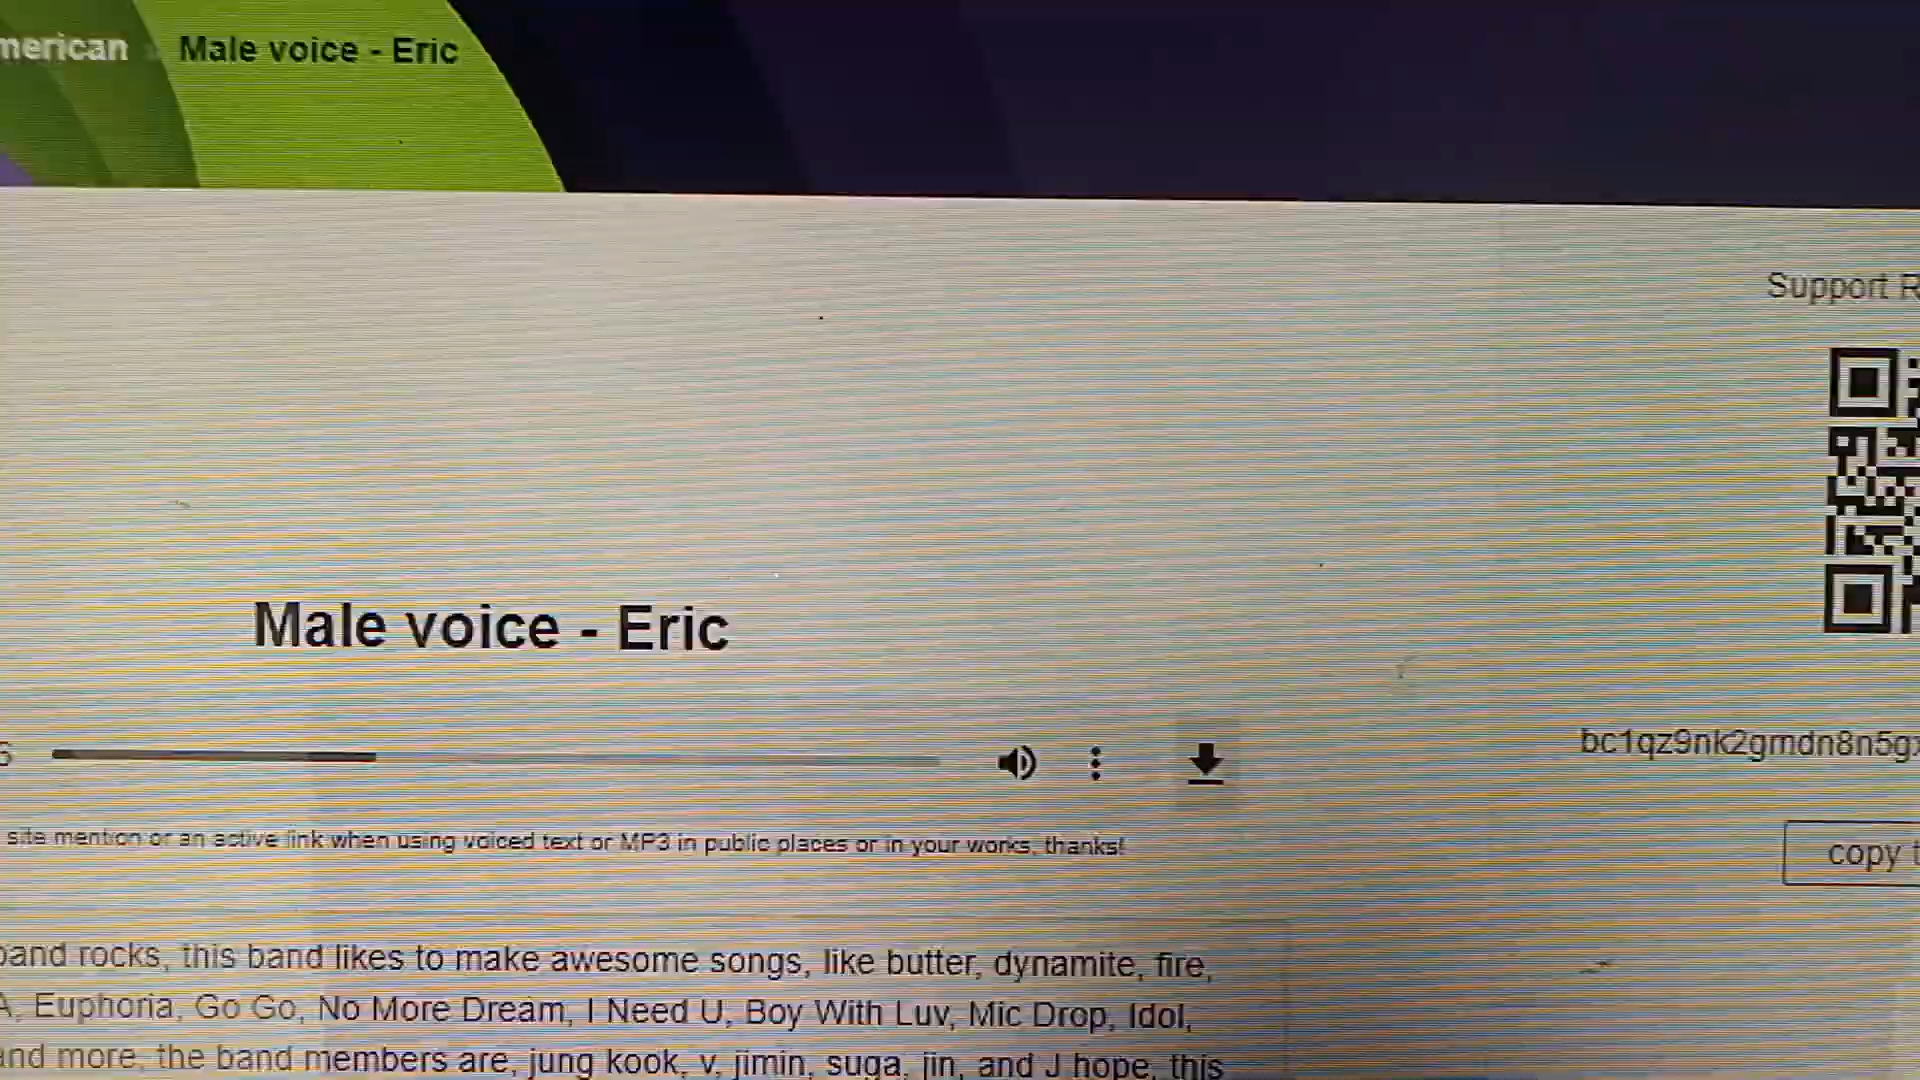 merican
Male voice - Eric
Support
Male voice - Eric
bc1qz9nk2gmdn8n5g
site mention or an active link when using voiced text or MP3 in public places or in your works, thanks!
copy
band rocks, this band likes to make awesome songs, like butter, dynamite, fire,
A, Euphoria, Go Go, No More Dream, I Need U, Boy With Luv, Mic Drop, Idol,
and more, the band members are, jung kook, v, jimin, suga, jin, and J hope, this